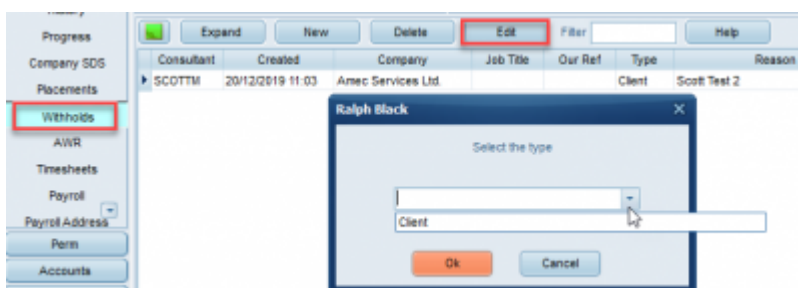 Progress
Company SDS
Placements
Withholds
AWR
Timesheets
Payroll
Payroll Address
Perm
Accounts
Expand New Delete Edit Filter Help
Consultant Created Company Job Title Our Ref Type Reason
SCOTTM 20/12/2019 11:03 Amec Services Ltd. Client Scott Test 2
Ralph Black
Select the type
Client
Ok Cancel